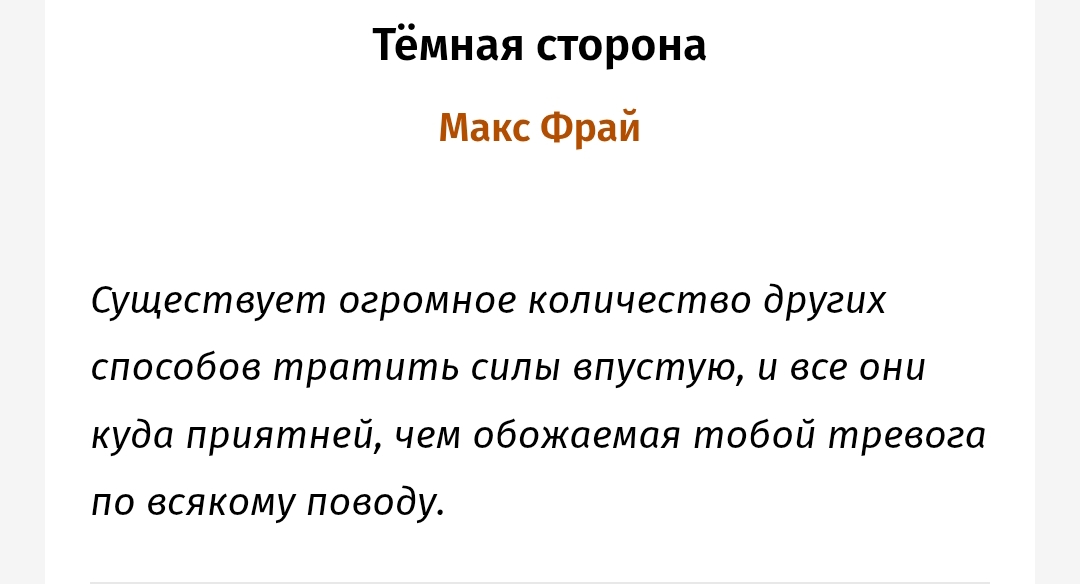 Тёмная сторона
Макс Фрай
Существует огромное количество других
способов тратить силы впустую, и все они
куда приятней, чем обожаемая тобой тревога
по всякому поводу.